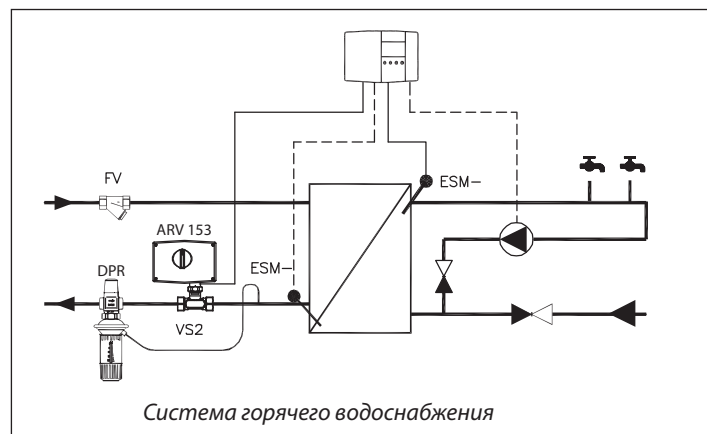 FV
ESM-
ARV 153
DPR
ESM-
VS2
Система горячего водоснабжения